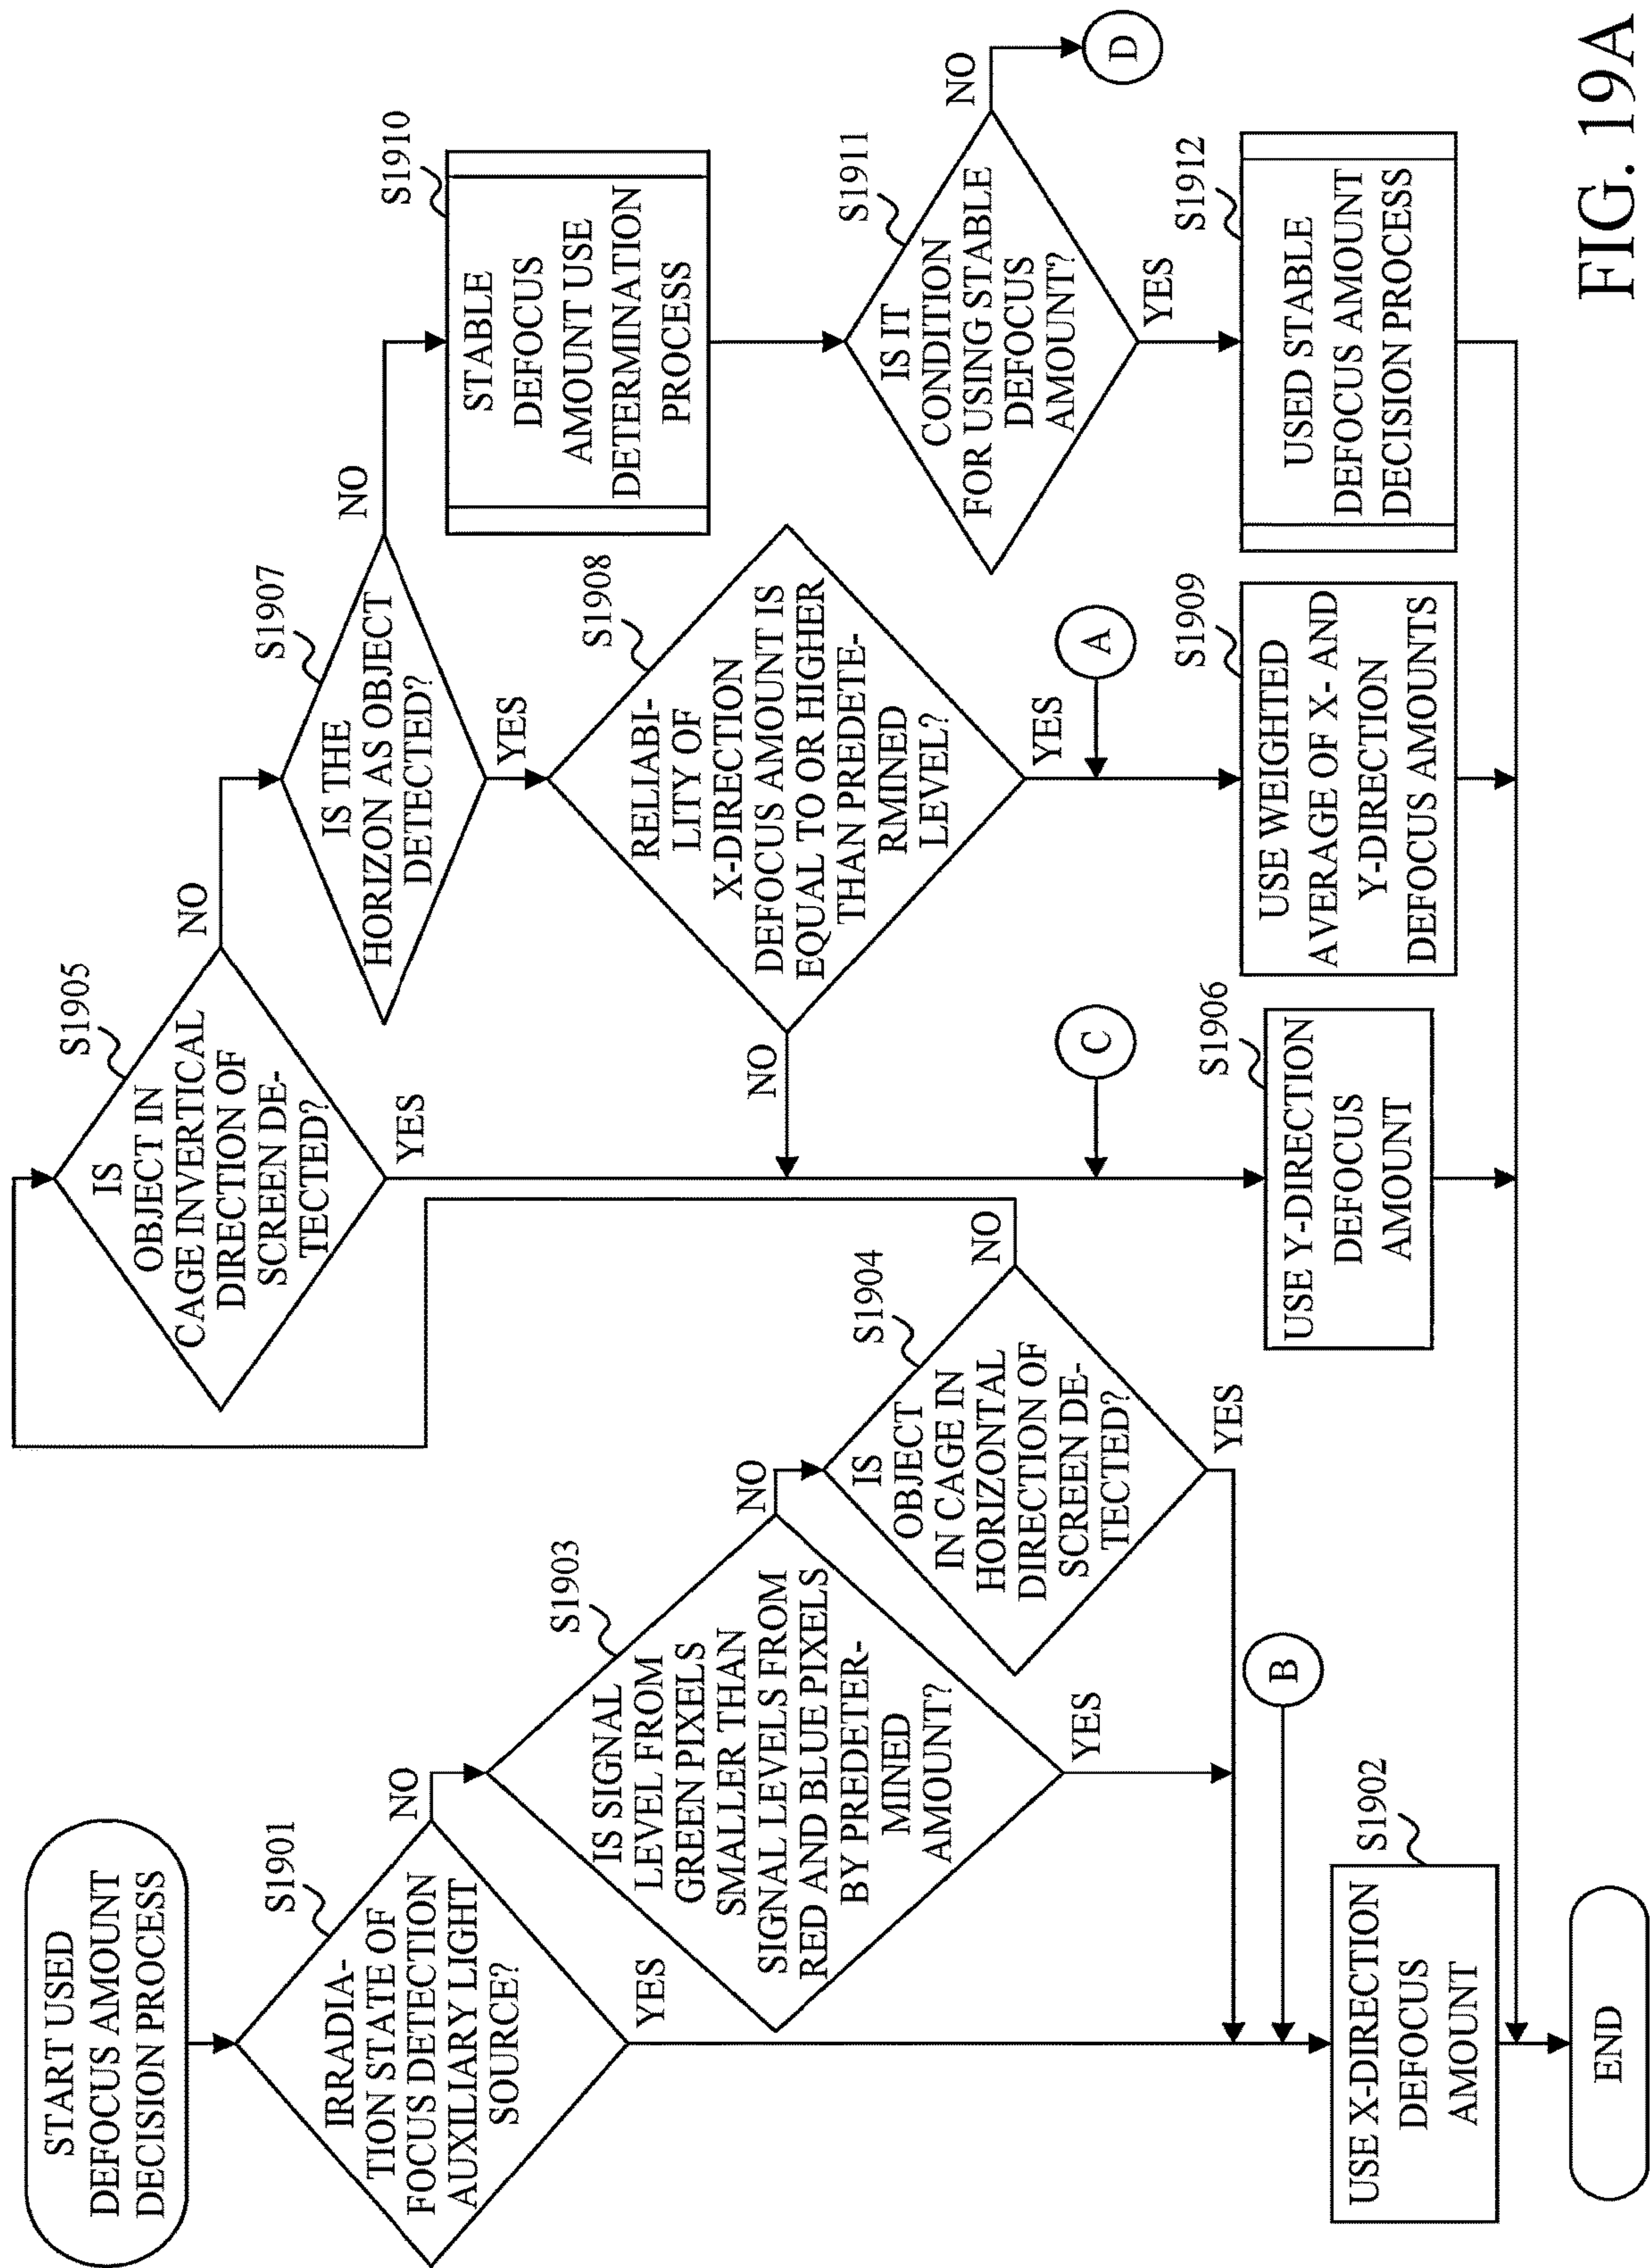 START USED
DEFOCUS AMOUNT
DECISION PROCESS
S1901
IRRADIA-
TION STATE OF
FOCUS DETECTION
AUXILIARY LIGHT
SOURCE?
NO
YES
S1903
IS SIGNAL
LEVEL FROM
GREEN PIXELS
SMALLER THAN
SIGNAL LEVELS FROM
RED AND BLUE PIXELS
BY PREDETER-
MINED
AMOUNT?
NO
YES
S1904
IS
OBJECT
IN CAGE IN
HORIZONTAL
DIRECTION OF
SCREEN DE-
TECTED?
NO
YES
B
S1902
USE X-DIRECTION
DEFOCUS
AMOUNT
END
S1905
IS
OBJECT IN
CAGE INVERTICAL
DIRECTION OF
SCREEN DE-
TECTED?
NO
YES
C
S1906
USE Y-DIRECTION
DEFOCUS
AMOUNT
S1907
IS THE
HORIZON AS OBJECT
DETECTED?
NO
YES
S1908
RELIABI-
LITY OF
X-DIRECTION
DEFOCUS AMOUNT IS
EQUAL TO OR HIGHER
THAN PREDETE-
RMINED
LEVEL?
NO
YES
A
S1909
USE WEIGHTED
AVERAGE OF X- AND
Y-DIRECTION
DEFOCUS AMOUNTS
S1910
STABLE
DEFOCUS
AMOUNT USE
DETERMINATION
PROCESS
S1911
IS IT
CONDITION
FOR USING STABLE
DEFOCUS
AMOUNT?
NO
D
YES
S1912
USED STABLE
DEFOCUS AMOUNT
DECISION PROCESS
FIG. 19A